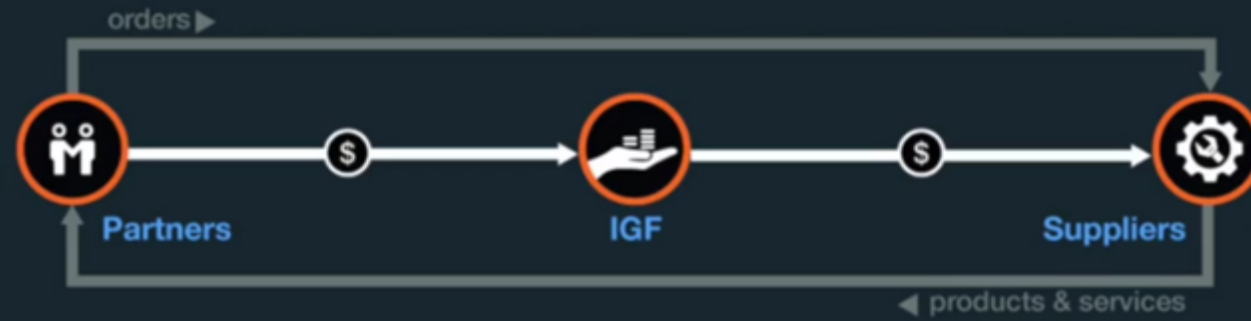 orders ▶
$
$
Partners
IGF
Suppliers
◀ products & services